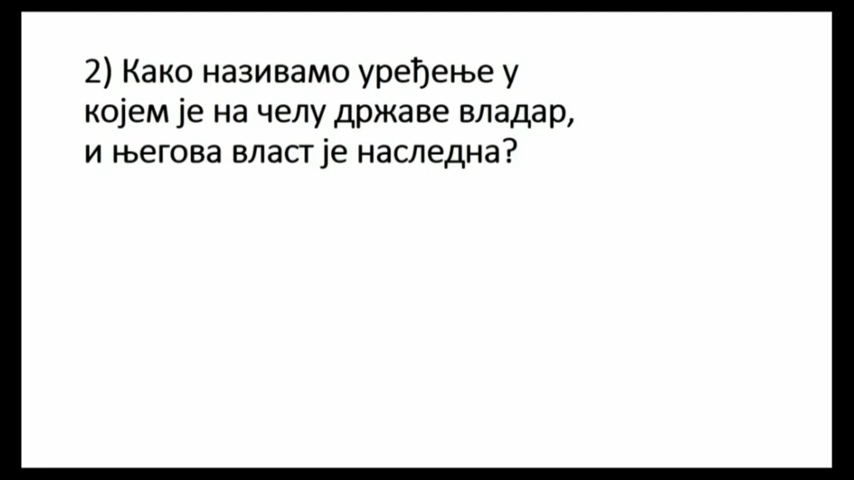 2) Како називамо уређење у
којем је на челу државе владар,
и његова власт је наследна?